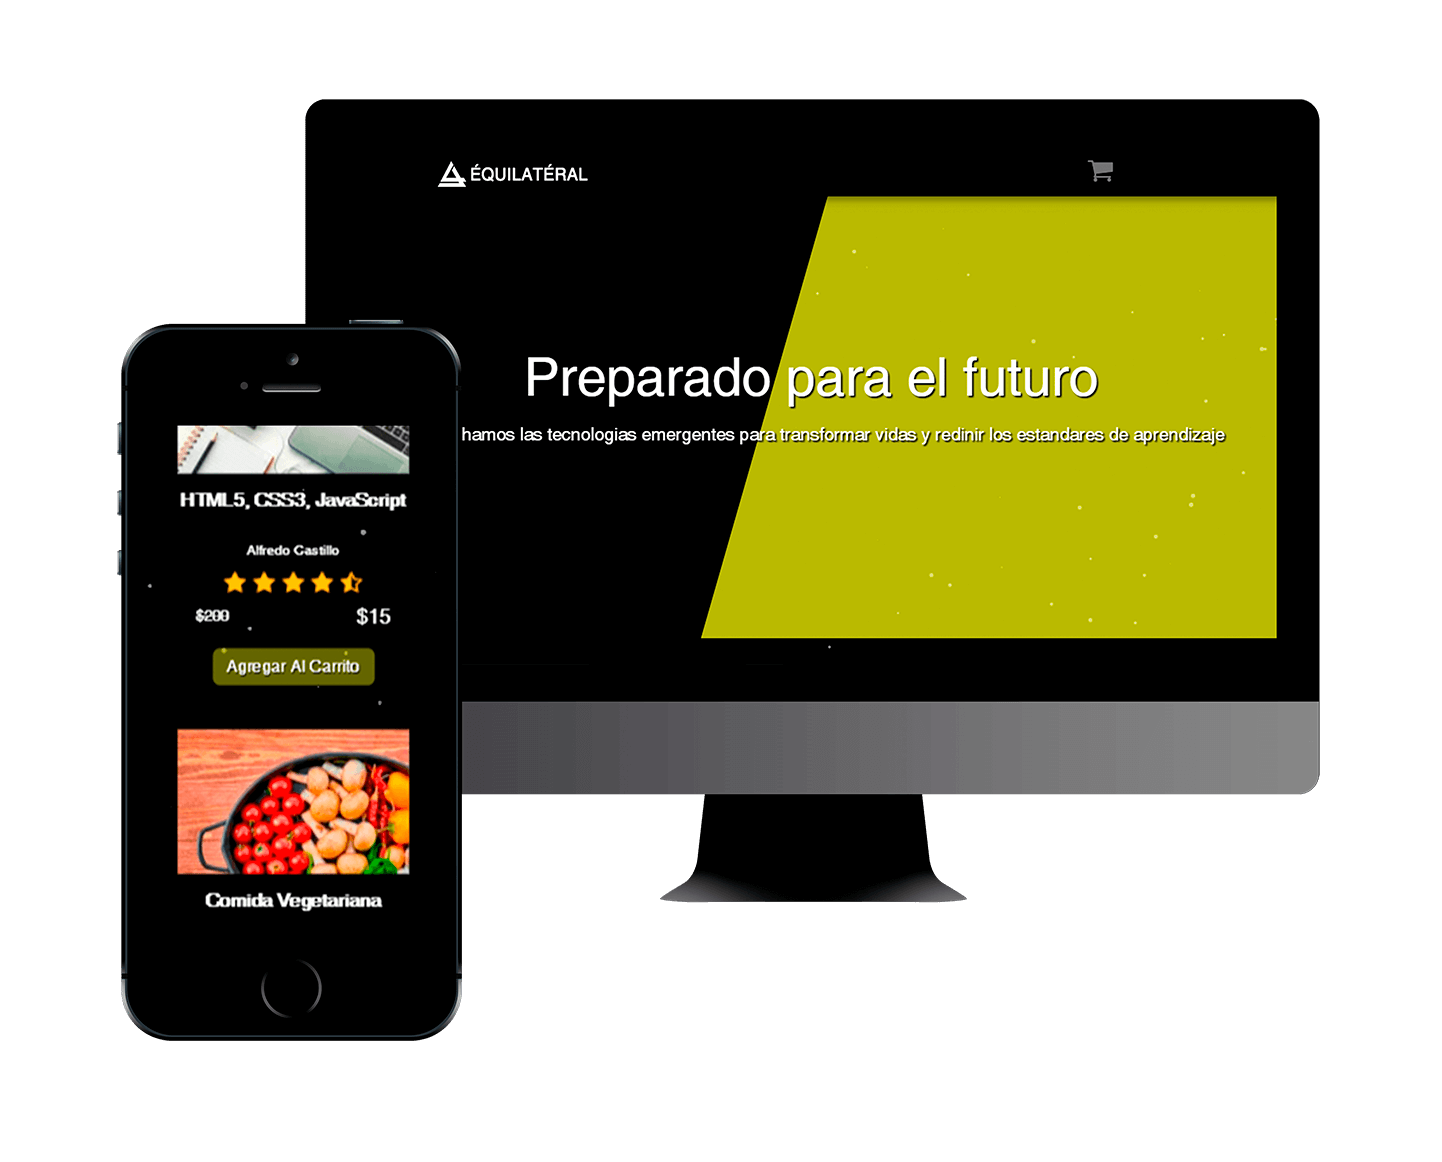 ÉQUILATÉRAL
Preparado para el futuro
hamos las tecnologias emergentes para transformar vidas y redinir los estandares de aprendizaje
HTML5, CSS3, JavaScript
Alfredo Castillo
$200 $15
Agregar Al Carrito
Comida Vegetariana